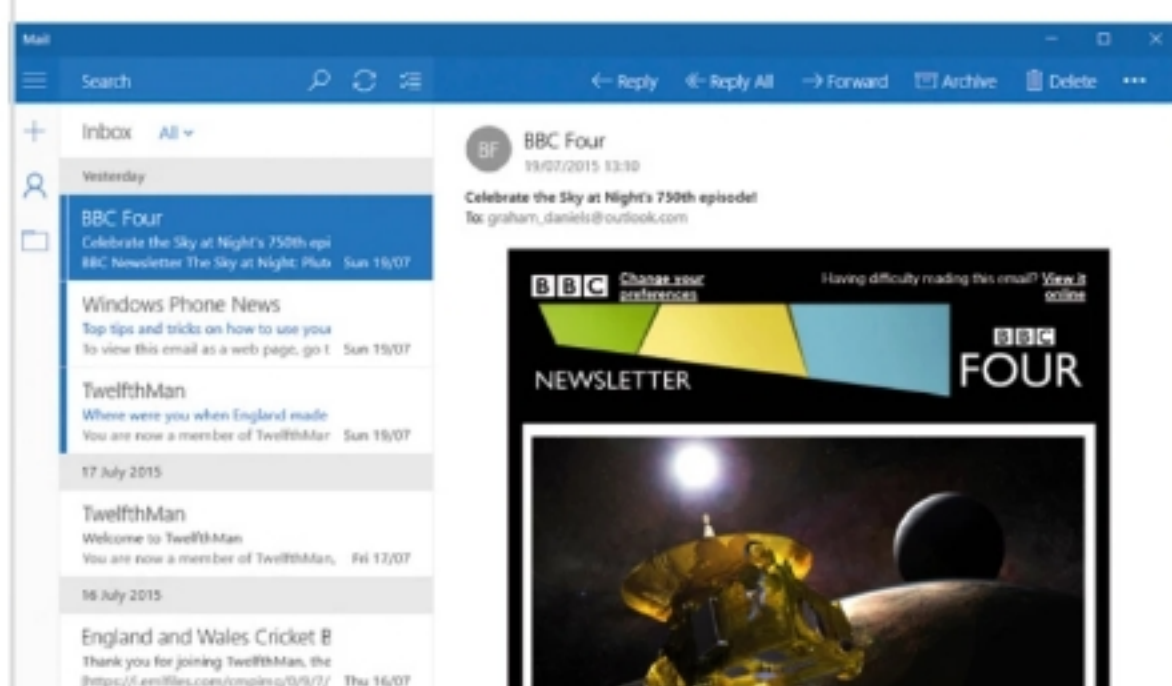 Mail
Search
Reply Reply All Forward Archive Delete
Inbox All
Yesterday
BBC Four
Celebrate the Sky at Night's 750th epi
BBC Newsletter The Sky at Night: Pluto Sun 19/07
Windows Phone News
Top tips and tricks on how to use your
To view this email as a web page, go t Sun 19/07
TwelfthMan
Where were you when England made
You are now a member of TwelfthMan Sun 19/07
17 July 2015
TwelfthMan
Welcome to TwelfthMan
You are now a member of TwelfthMan, Fri 17/07
16 July 2015
England and Wales Cricket B
Thank you for joining TwelfthMan, the
Thu 16/07
BF
BBC Four
19/07/2015 13:10
Celebrate the Sky at Night's 750th episode!
To: graham_daniels@outlook.com
BBC
Change your
preferences
Having difficulty reading this email? View it
online
NEWSLETTER
BBC
FOUR